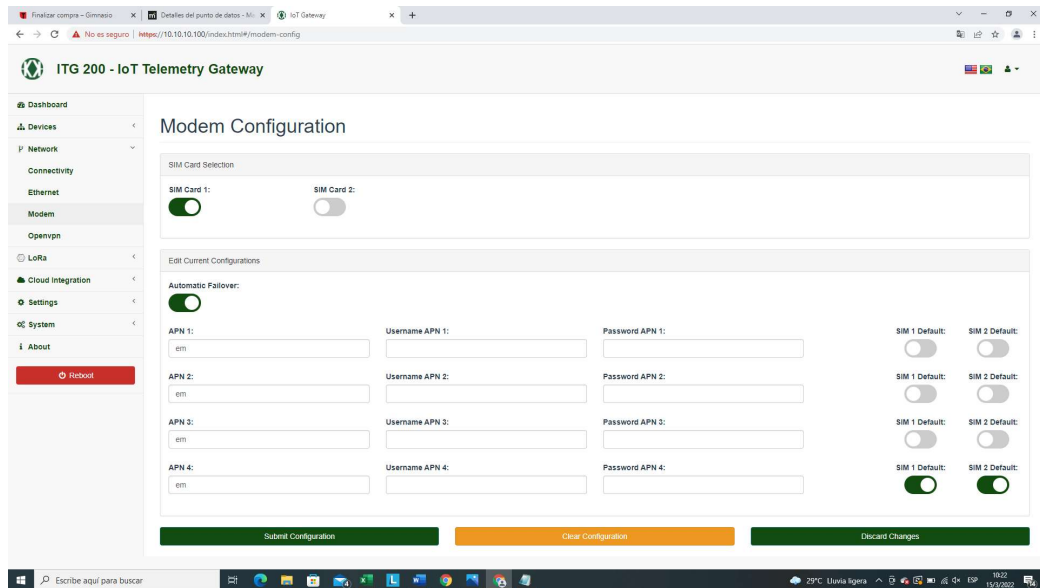 Finalizar compra – Gimnasio
Detalles del punto de datos - Mi
IoT Gateway
No es seguro | https://10.10.10.100/index.html#/modem-config
ITG 200 - IoT Telemetry Gateway
Dashboard
Devices
Network
Connectivity
Ethernet
Modem
Openvpn
LoRa
Cloud Integration
Settings
System
About
Reboot
Modem Configuration
SIM Card Selection
SIM Card 1: SIM Card 2:
Edit Current Configurations
Automatic Failover:
APN 1: Username APN 1: Password APN 1: SIM 1 Default: SIM 2 Default:
em
APN 2: Username APN 2: Password APN 2: SIM 1 Default: SIM 2 Default:
em
APN 3: Username APN 3: Password APN 3: SIM 1 Default: SIM 2 Default:
em
APN 4: Username APN 4: Password APN 4: SIM 1 Default: SIM 2 Default:
em
Submit Configuration Clear Configuration Discard Changes
Escribe aquí para buscar
29°C Lluvia ligera
ESP
10:22
15/3/2022